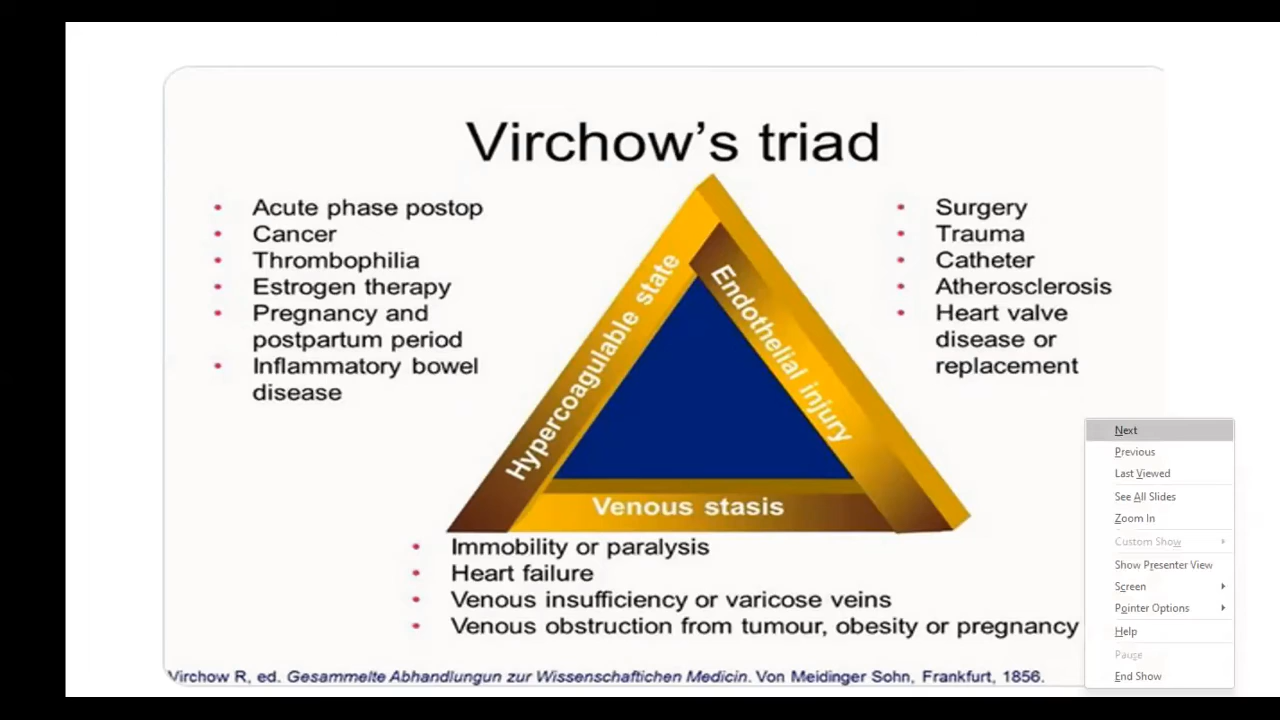 Virchow's triad
• Acute phase postop
• Cancer
• Thrombophilia
• Estrogen therapy
• Pregnancy and
postpartum period
• Inflammatory bowel
disease
Hypercoagulable state
Endothelial injury
Venous stasis
• Surgery
• Trauma
• Catheter
• Atherosclerosis
• Heart valve
disease or
replacement
• Immobility or paralysis
• Heart failure
• Venous insufficiency or varicose veins
• Venous obstruction from tumour, obesity or pregnancy
Virchow R, ed. Gesammelte Abhandlungun zur Wissenschaftichen Medicin. Von Meidinger Sohn, Frankfurt, 1856.
Next
Previous
Last Viewed
See All Slides
Zoom In
Custom Show
Show Presenter View
Screen
Pointer Options
Help
Pause
End Show